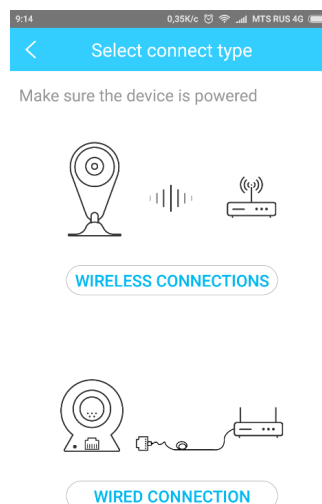 9:14 0,35K/c MTS RUS 4G
Select connect type
Make sure the device is powered
WIRELESS CONNECTIONS
WIRED CONNECTION